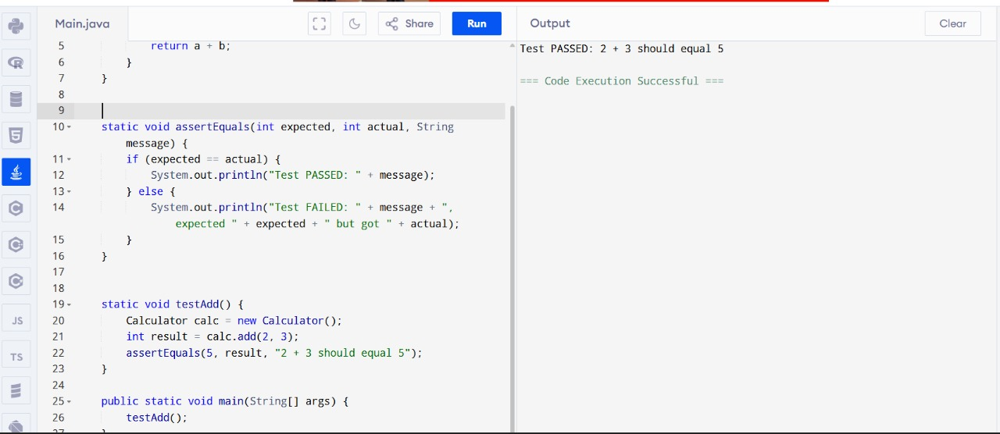 Main.java
Share
Run
Output
Clear
5 return a + b;
6 }
7 }
8
9
10 static void assertEquals(int expected, int actual, String
message) {
11 if (expected == actual) {
12 System.out.println("Test PASSED: " + message);
13 } else {
14 System.out.println("Test FAILED: " + message + ",
expected " + expected + " but got " + actual);
15 }
16 }
17
18
19 static void testAdd() {
20 Calculator calc = new Calculator();
21 int result = calc.add(2, 3);
22 assertEquals(5, result, "2 + 3 should equal 5");
23 }
24
25 public static void main(String[] args) {
26 testAdd();
27 }
Test PASSED: 2 + 3 should equal 5
=== Code Execution Successful ===
JS
TS